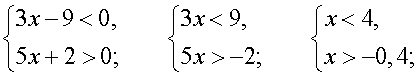 {3x − 9 < 0, {3x < 9, {x < 4,
5x + 2 > 0; 5x > −2; x > −0,4;